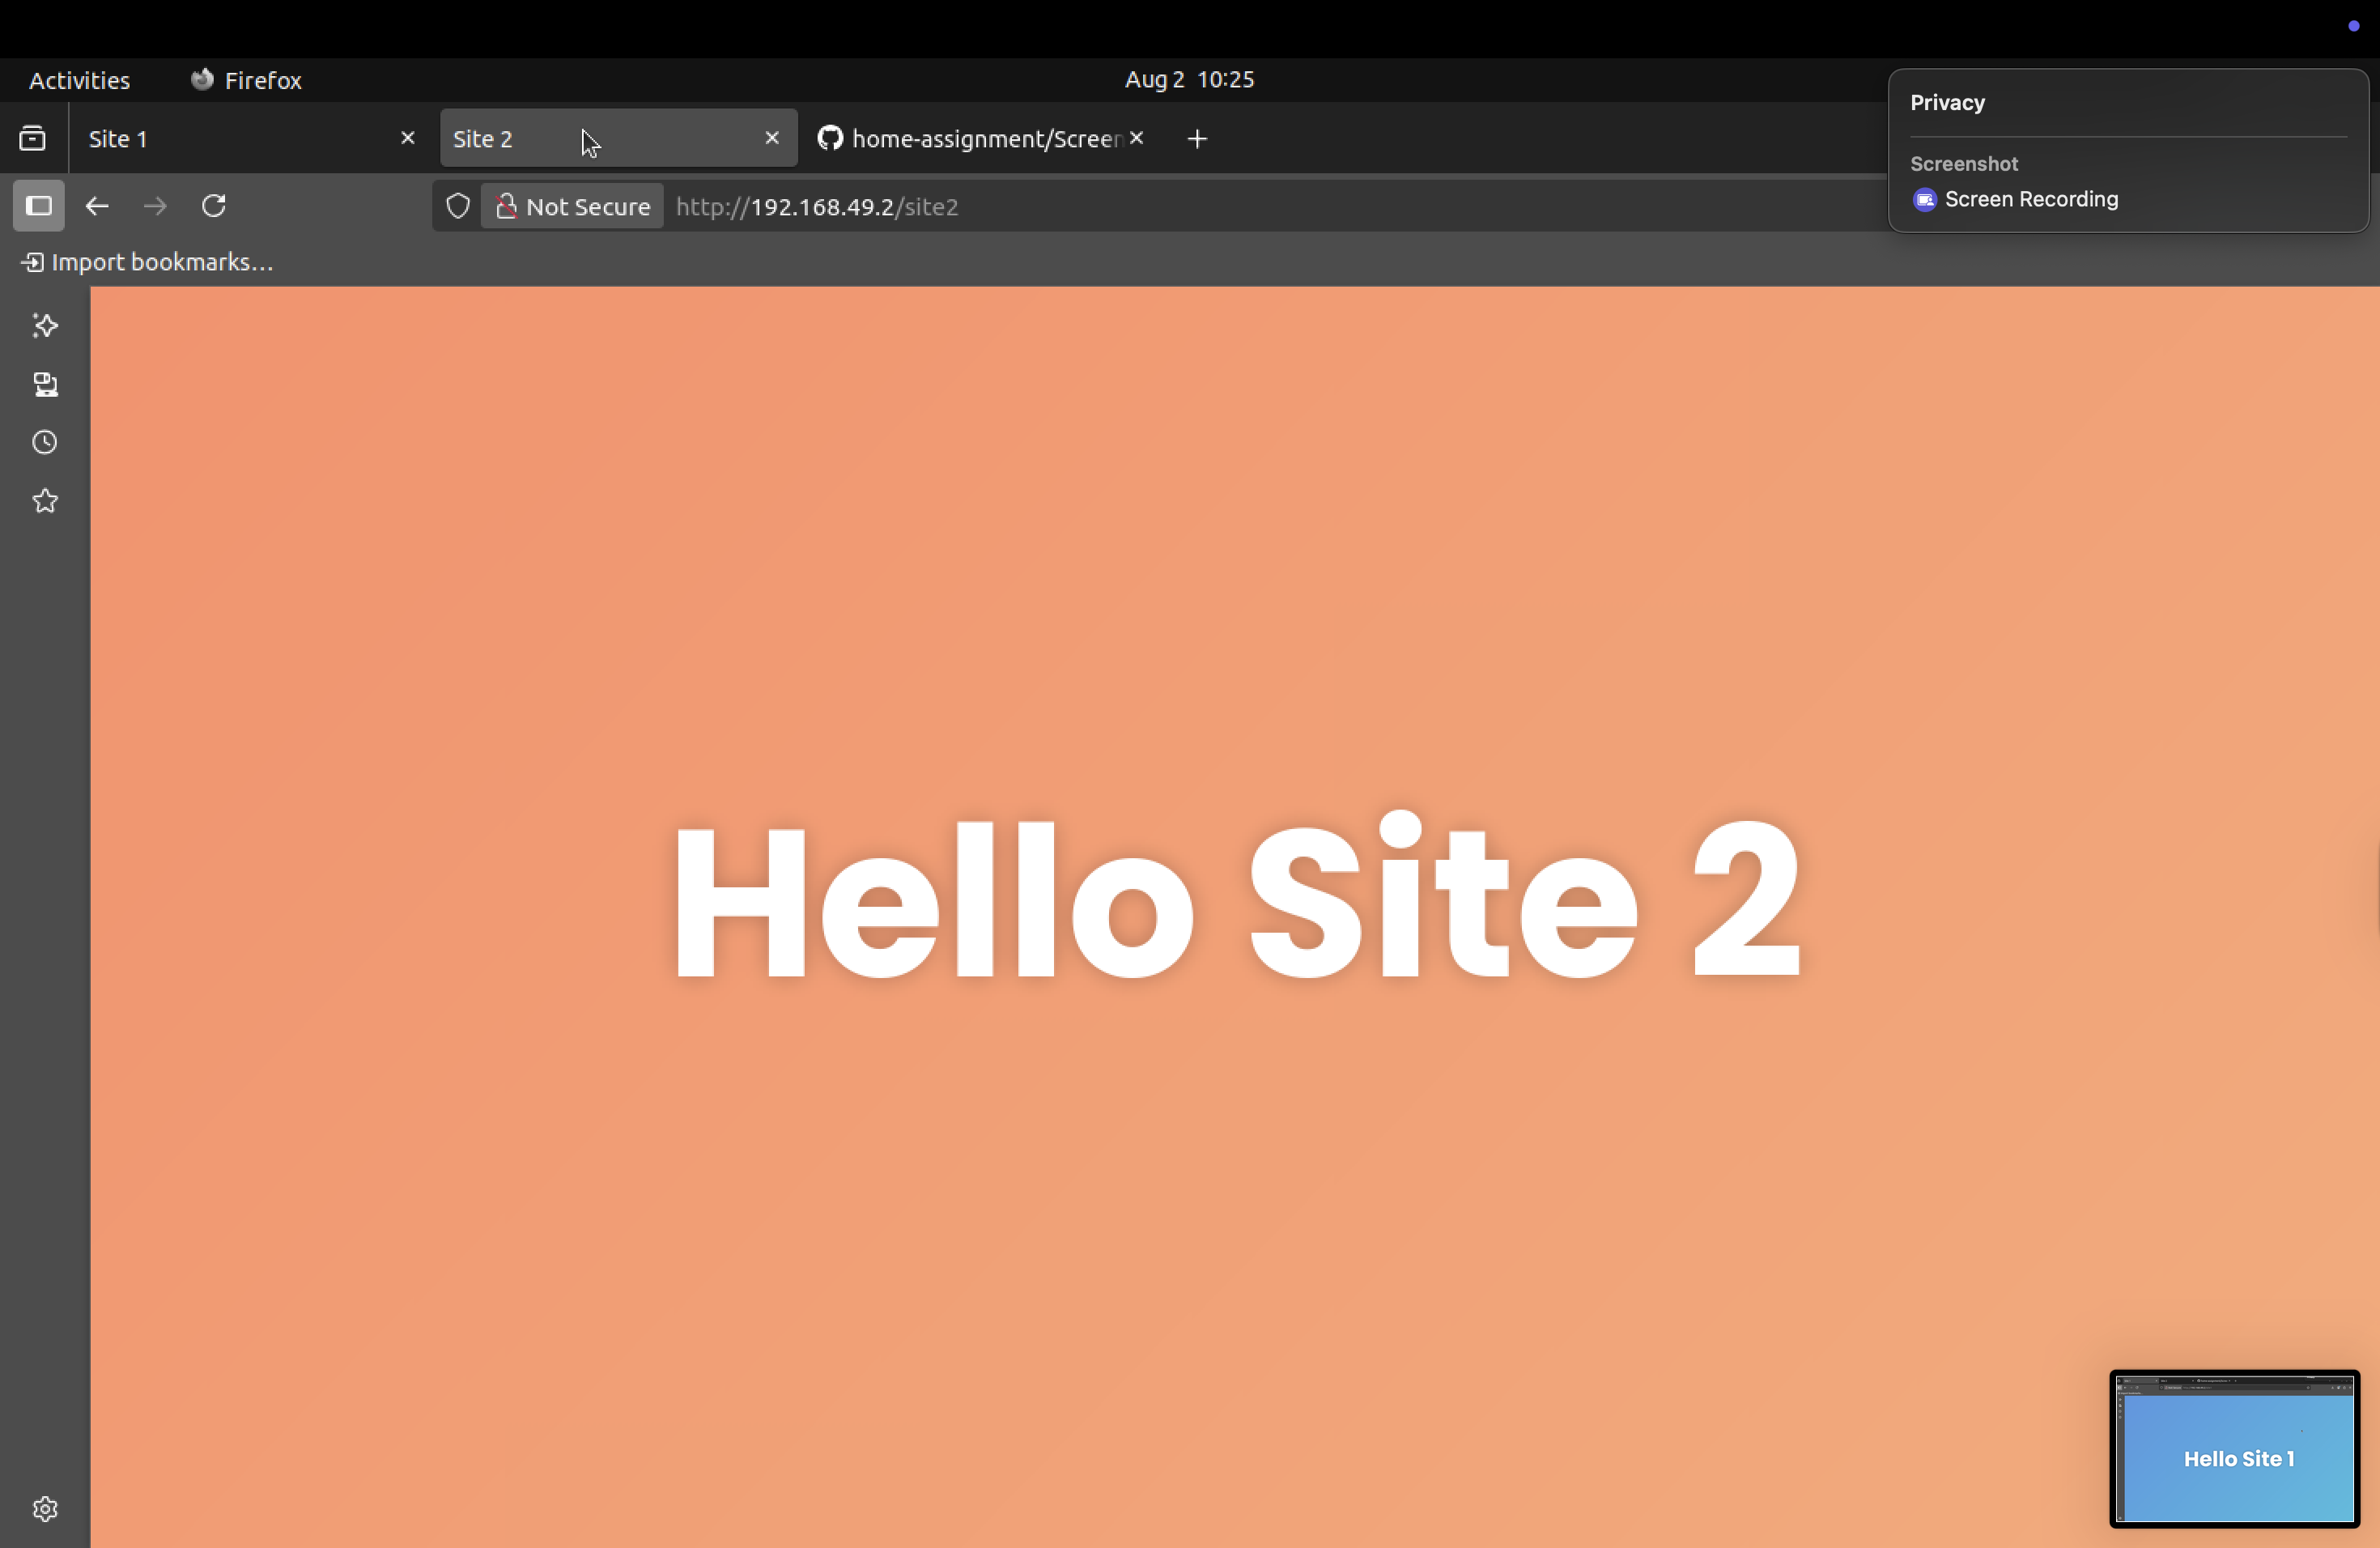 Activities Firefox Aug 2 10:25
Privacy
Site 1 Site 2 home-assignment/Screen
Screenshot
Screen Recording
Not Secure http://192.168.49.2/site2
Import bookmarks...
Hello Site 2
Hello Site 1